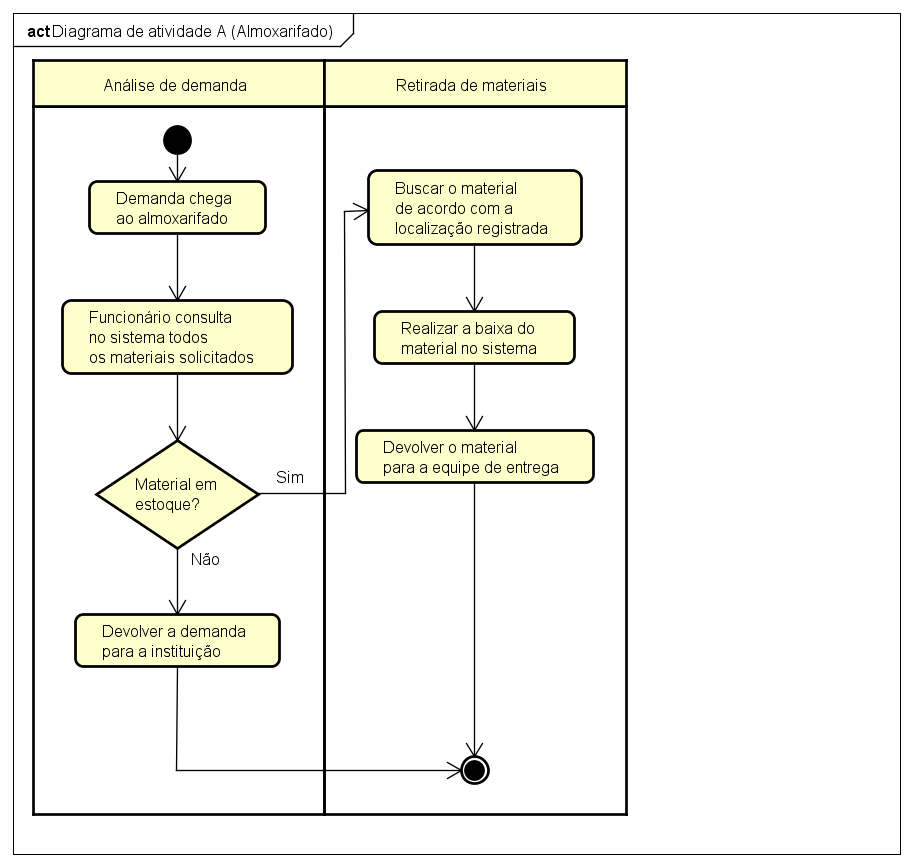 act Diagrama de atividade A (Almoxarifado)
Análise de demanda
Retirada de materiais
Demanda chega
ao almoxarifado
Funcionário consulta
no sistema todos
os materiais solicitados
Material em
estoque?
Sim
Não
Devolver a demanda
para a instituição
Buscar o material
de acordo com a
localização registrada
Realizar a baixa do
material no sistema
Devolver o material
para a equipe de entrega